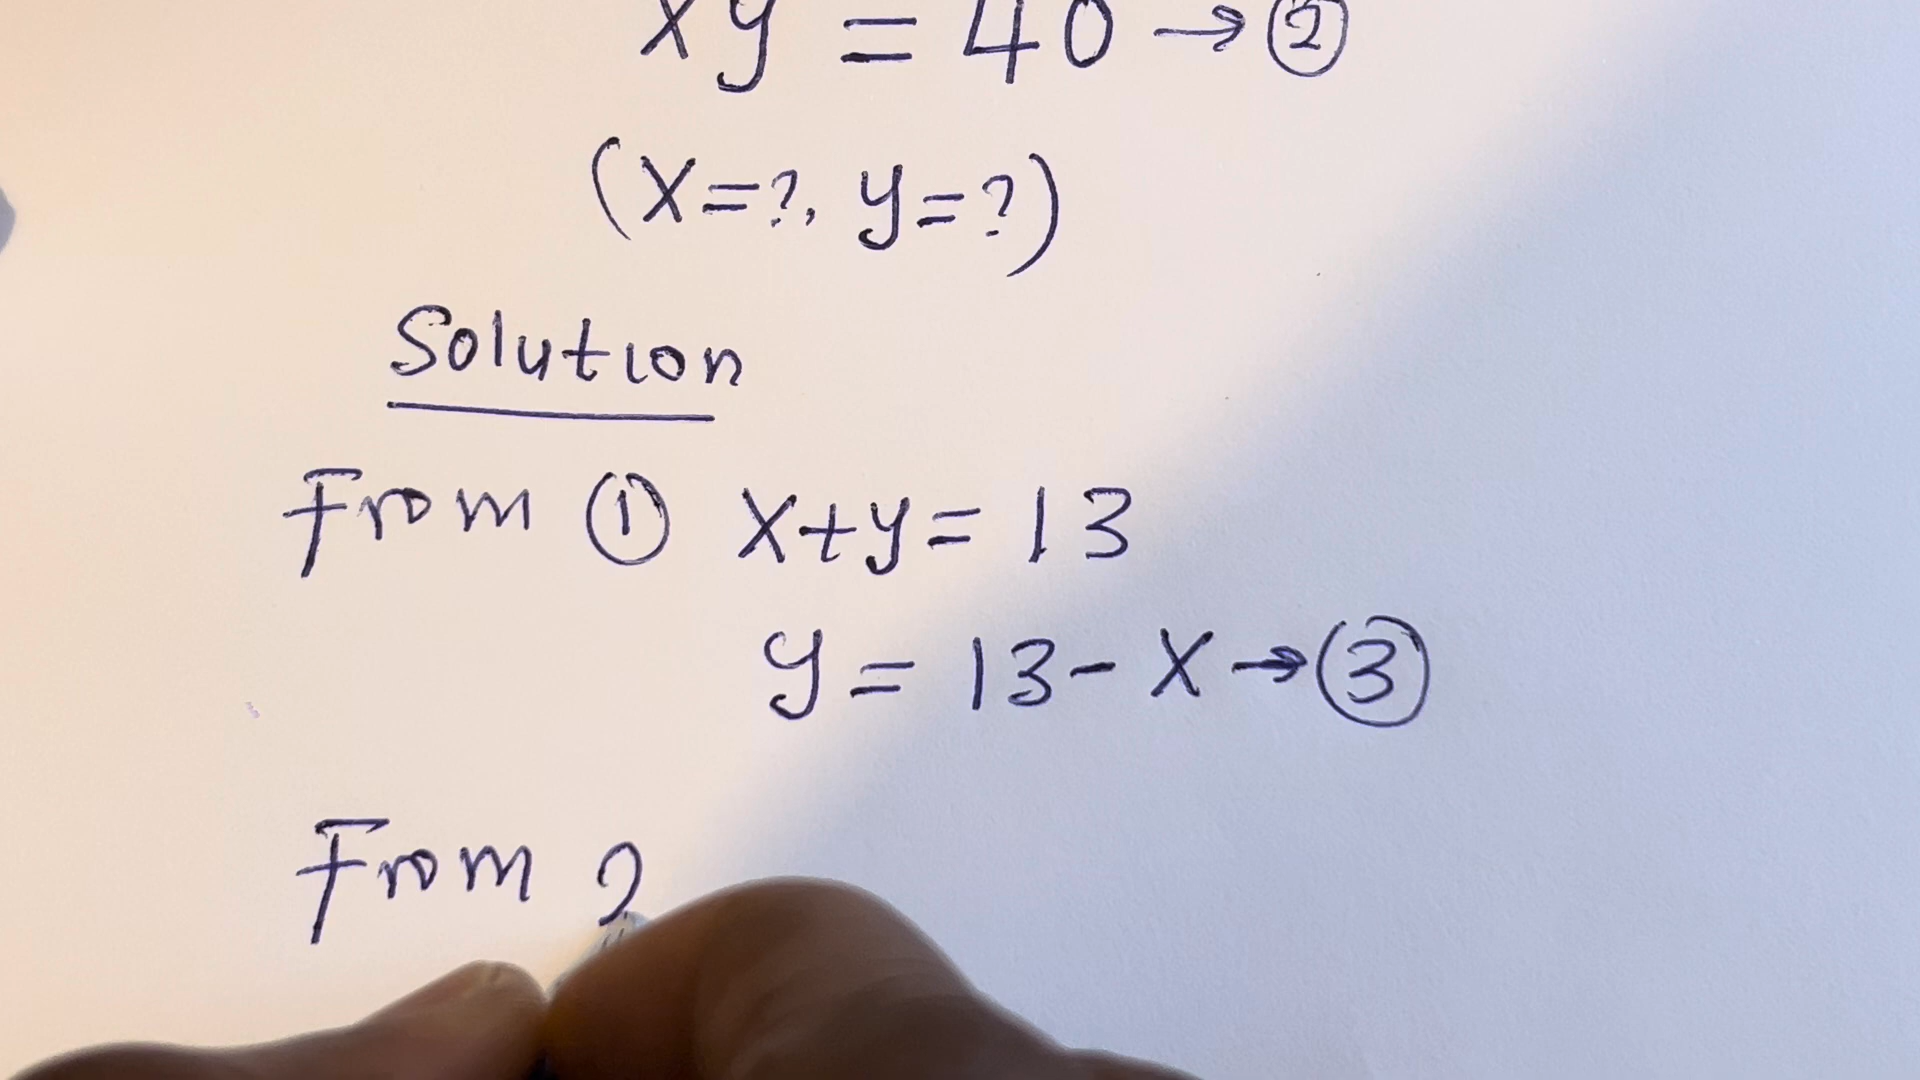 xy = 40 → ②
(x=?, y=?)
Solution
From ① x+y= 13
y = 13 - x → ③
From 2